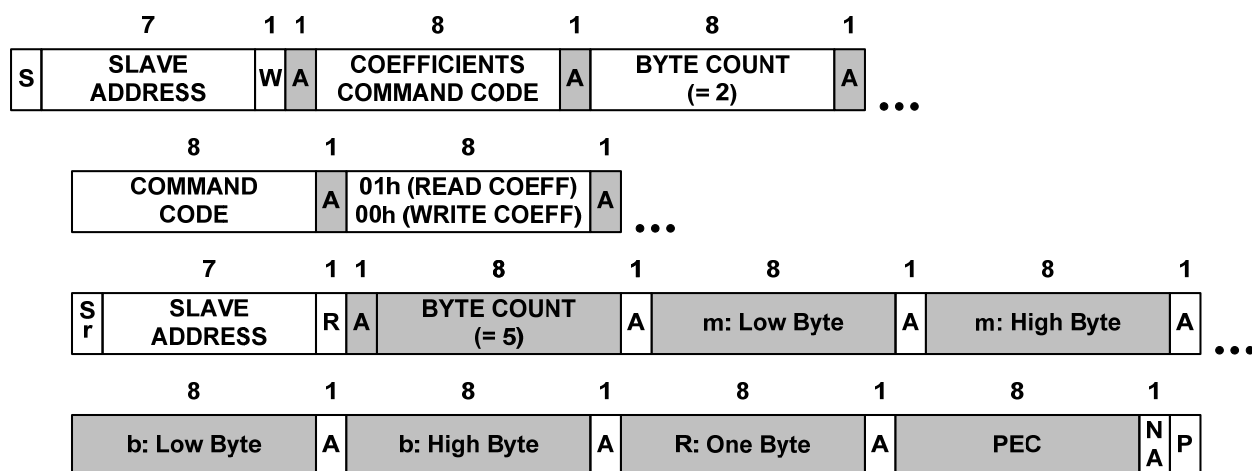 7 1 1 8 1 8 1
S SLAVE ADDRESS W A COEFFICIENTS COMMAND CODE A BYTE COUNT (= 2) A •••
8 1 8 1
COMMAND CODE A 01h (READ COEFF) 00h (WRITE COEFF) A •••
7 1 1 8 1 8 1 8 1
Sr SLAVE ADDRESS R A BYTE COUNT (= 5) A m: Low Byte A m: High Byte A •••
8 1 8 1 8 1 8 1
b: Low Byte A b: High Byte A R: One Byte A PEC NA P